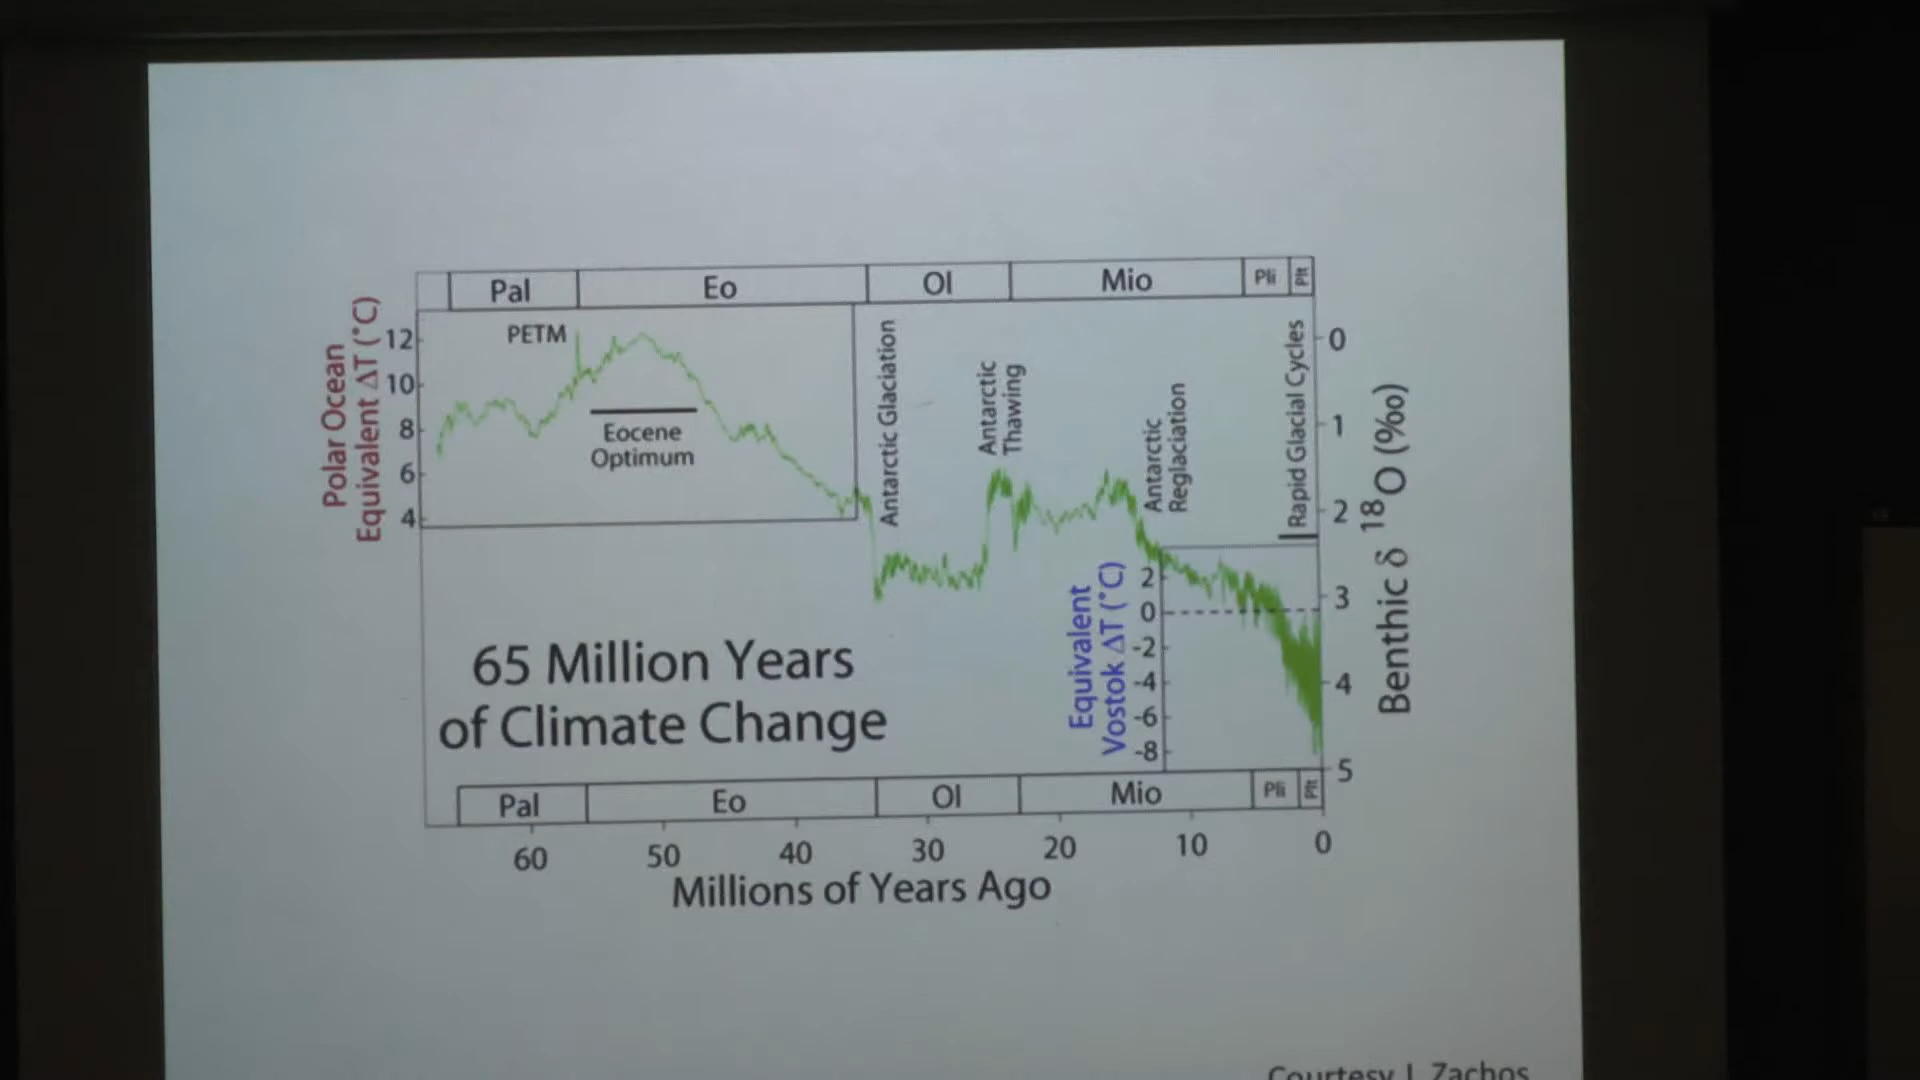 Pal Eo Ol Mio Pli Plt
Polar Ocean
Equivalent ΔT (°C)
12
10
8
6
4
PETM
Eocene
Optimum
Antarctic Glaciation
Antarctic
Thawing
Antarctic
Reglaciation
Rapid Glacial Cycles
0
1
2
3
4
5
Benthic δ 18O (‰)
Equivalent
Vostok ΔT (°C)
2
0
-2
-4
-6
-8
65 Million Years
of Climate Change
Pal Eo Ol Mio Pli Plt
60 50 40 30 20 10 0
Millions of Years Ago
Courtesy J. Zachos